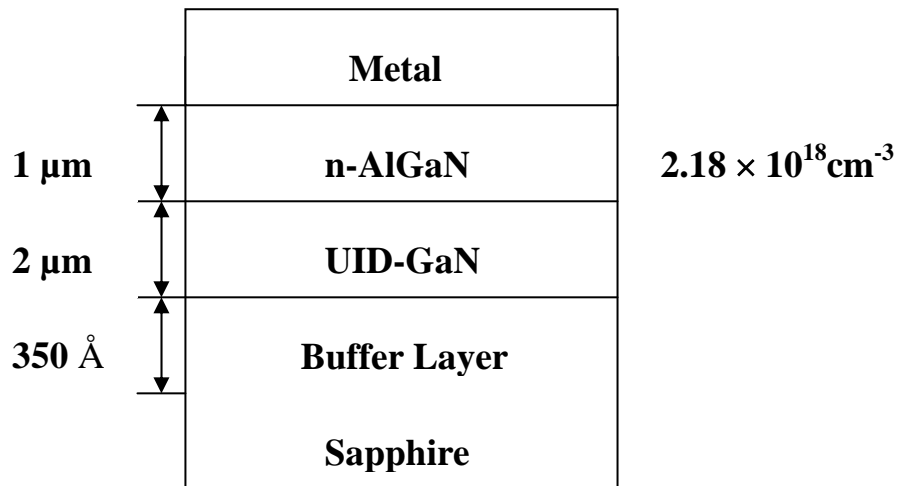 Metal
1 µm n-AlGaN 2.18 × 10¹⁸cm⁻³
2 µm UID-GaN
350 Å Buffer Layer
Sapphire